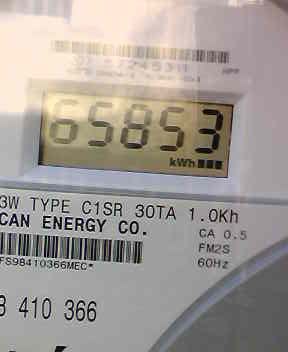 65853
kWh
3W TYPE C1SR 30TA 1.0Kh
CAN ENERGY CO.
CA 0.5
FM2S
60Hz
FS98410366MEC*
8 410 366